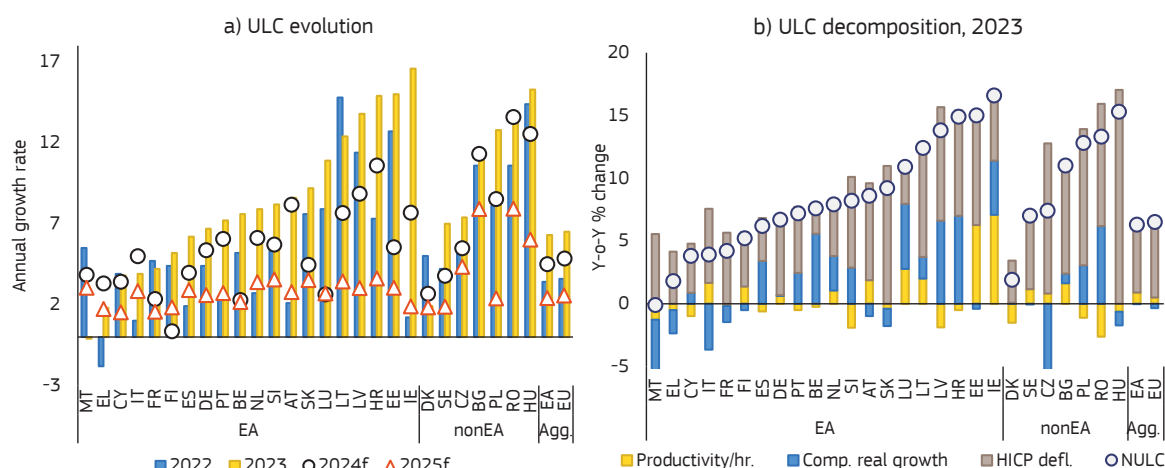 a) ULC evolution
17
12
7
2
-3
Annual growth rate
MT EL CY IT FR FI ES DE PT BE NL SI AT SK LU LT LV HR EE IE DK SE CZ BG PL RO HU EA EU
EA nonEA Agg.
2022 2023 2024f 2025f
b) ULC decomposition, 2023
20
15
10
5
0
-5
Y-o-Y % change
MT EL CY IT FR FI ES DE PT BE NL SI AT SK LU LT LV HR EE IE DK SE CZ BG PL RO HU EA EU
EA nonEA Agg.
Productivity/hr. Comp. real growth HICP defl. NULC